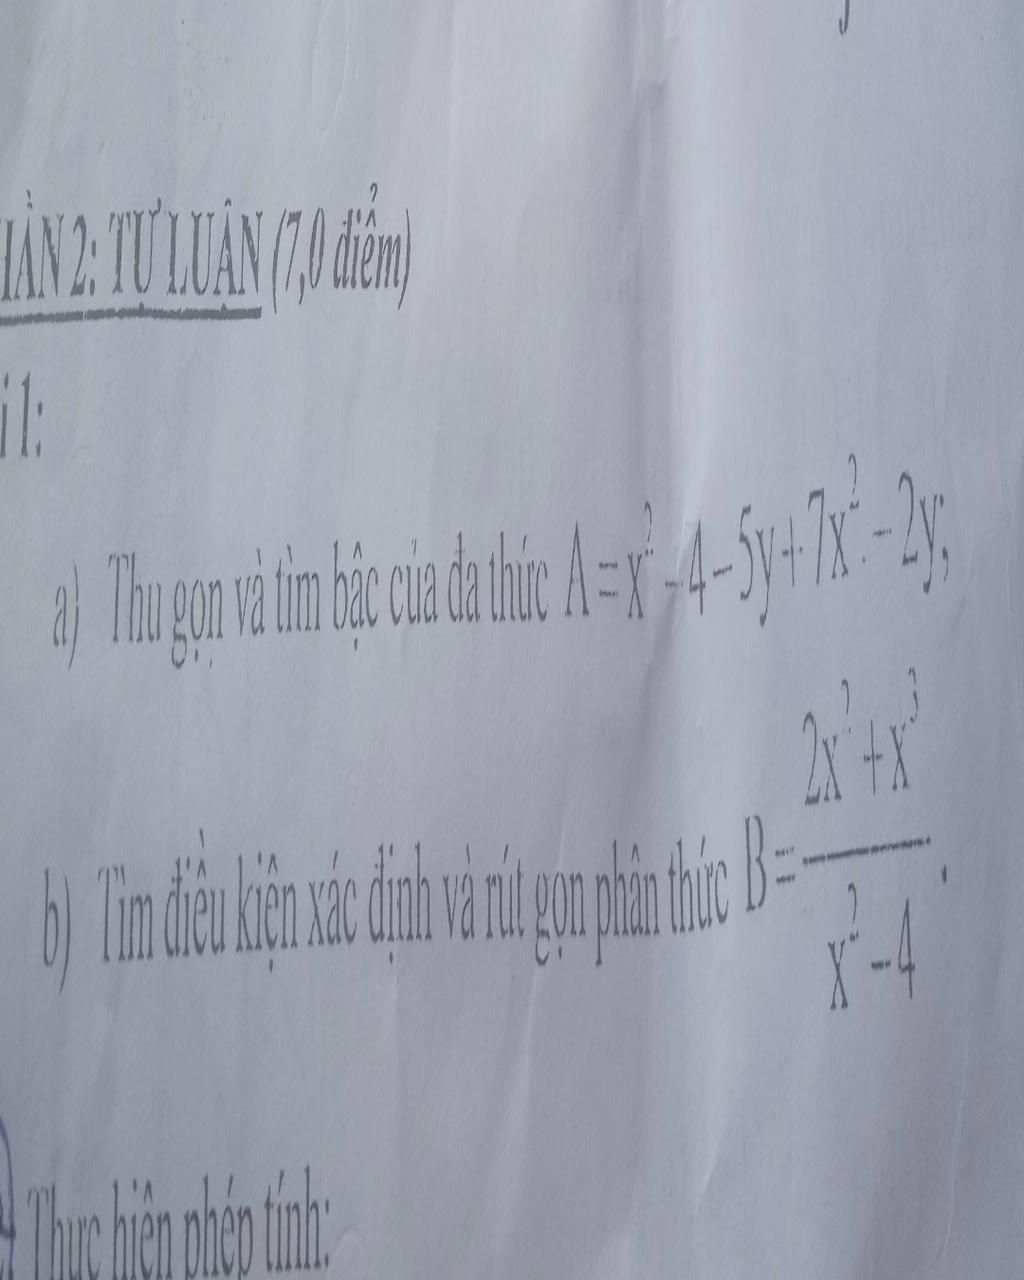 HẦN 2: TỰ LUẬN (7,0 điểm)
i 1:
a) Thu gọn và tìm bậc của đa thức A = x² - 4 - 5y + 7x² - 2y;
b) Tìm điều kiện xác định và rút gọn phân thức B = (2x² + x³)/(x² - 4).
Thực hiện phép tính: